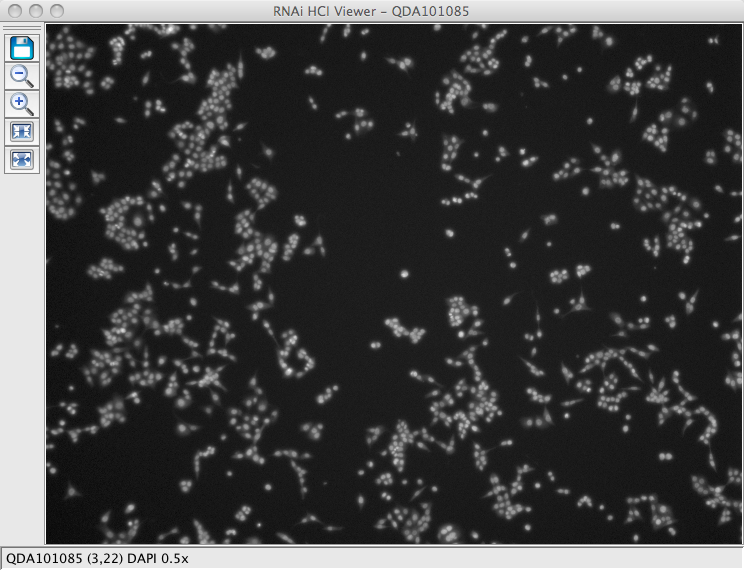 RNAi HCI Viewer - QDA101085
QDA101085 (3,22) DAPI 0.5x